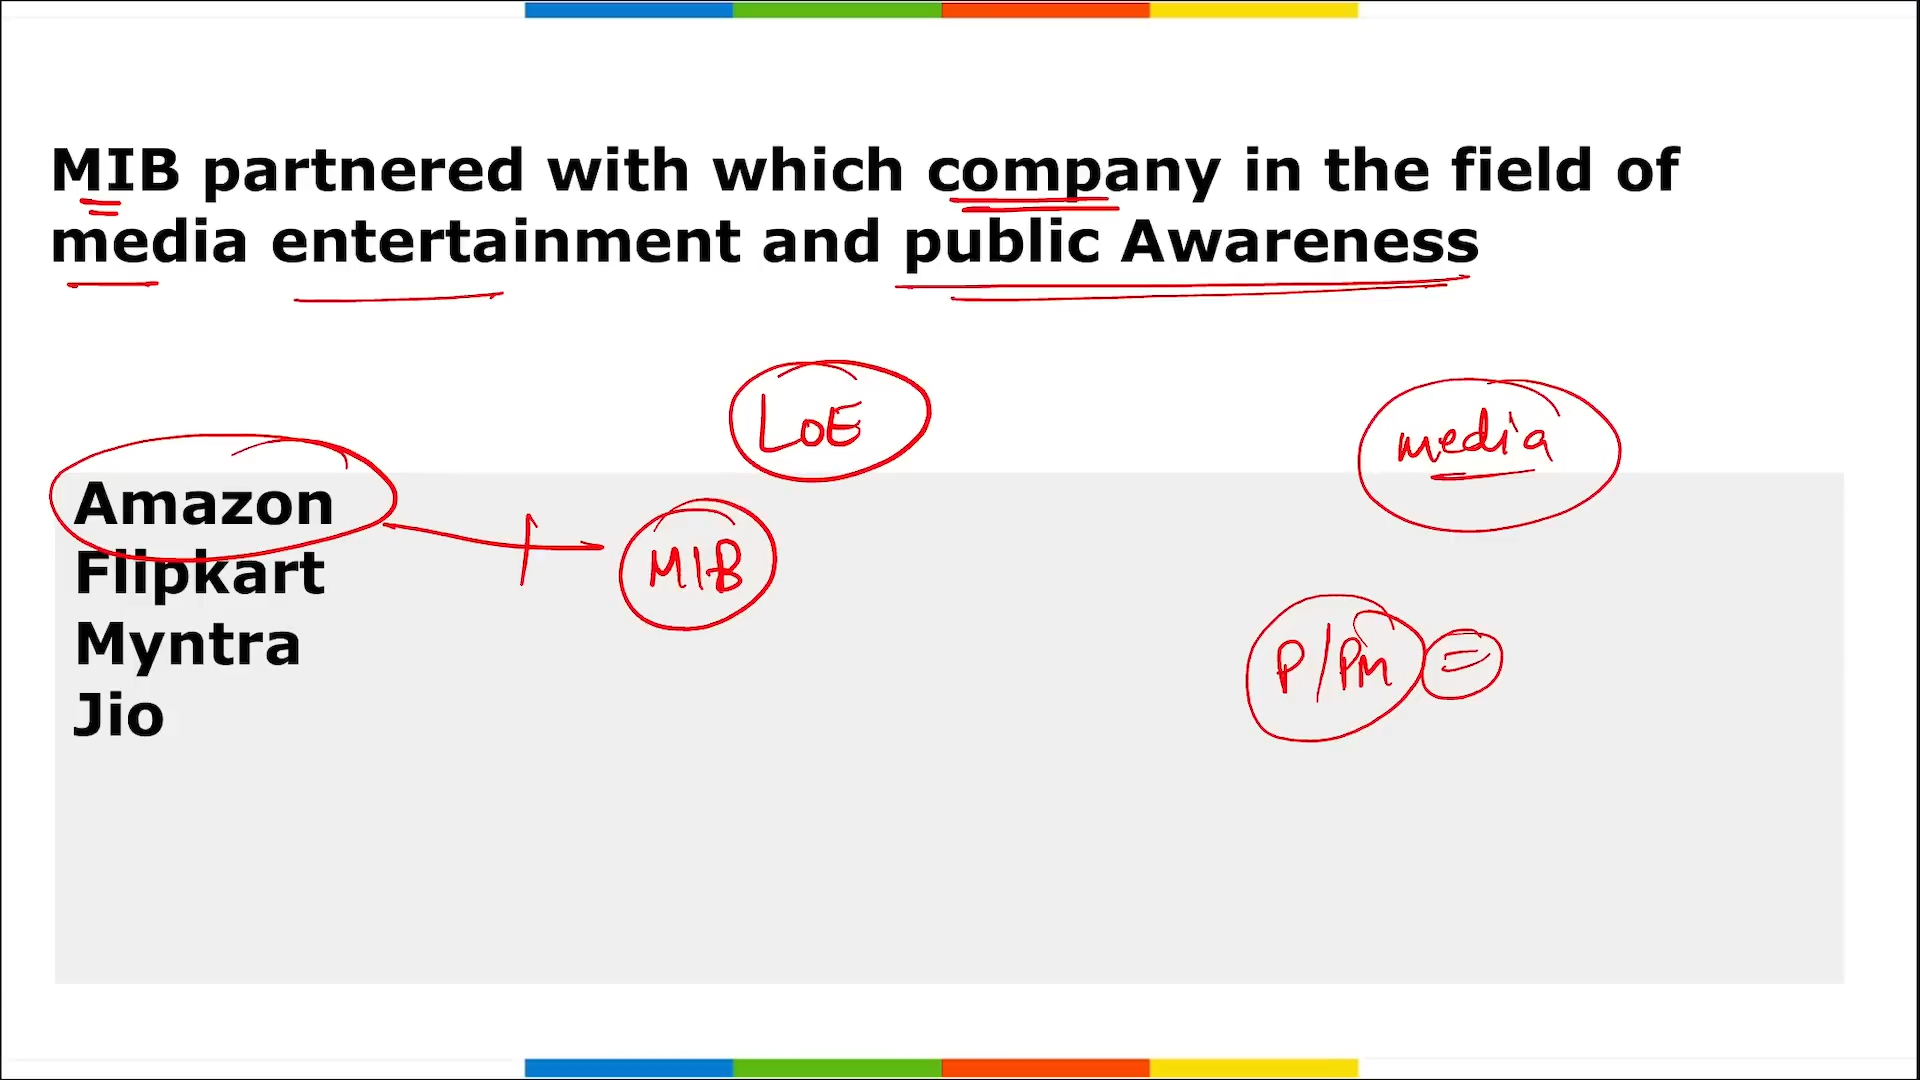 MIB partnered with which company in the field of
media entertainment and public Awareness
LOE
media
Amazon
MIB
Flipkart
Myntra
P/PM =
Jio